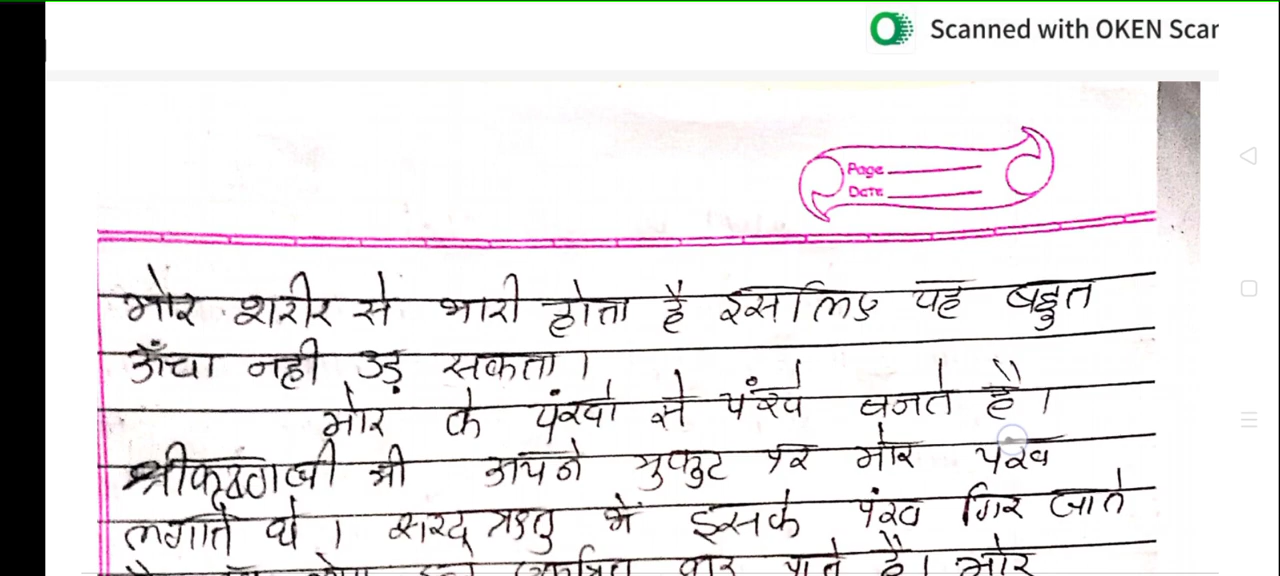 Scanned with OKEN Scar
Page
DATE
मोर शरीर से भारी होता है इसलिए यह बहुत
ऊँचा नही उड़ सकता।
मोर के पंखो से पंखे बनते है।
श्रीकृष्णजी भी अपने मुकुट पर मोर पंख
लगाते थे। सरद ऋतु में इसके पंख गिर जाते
है। मोर